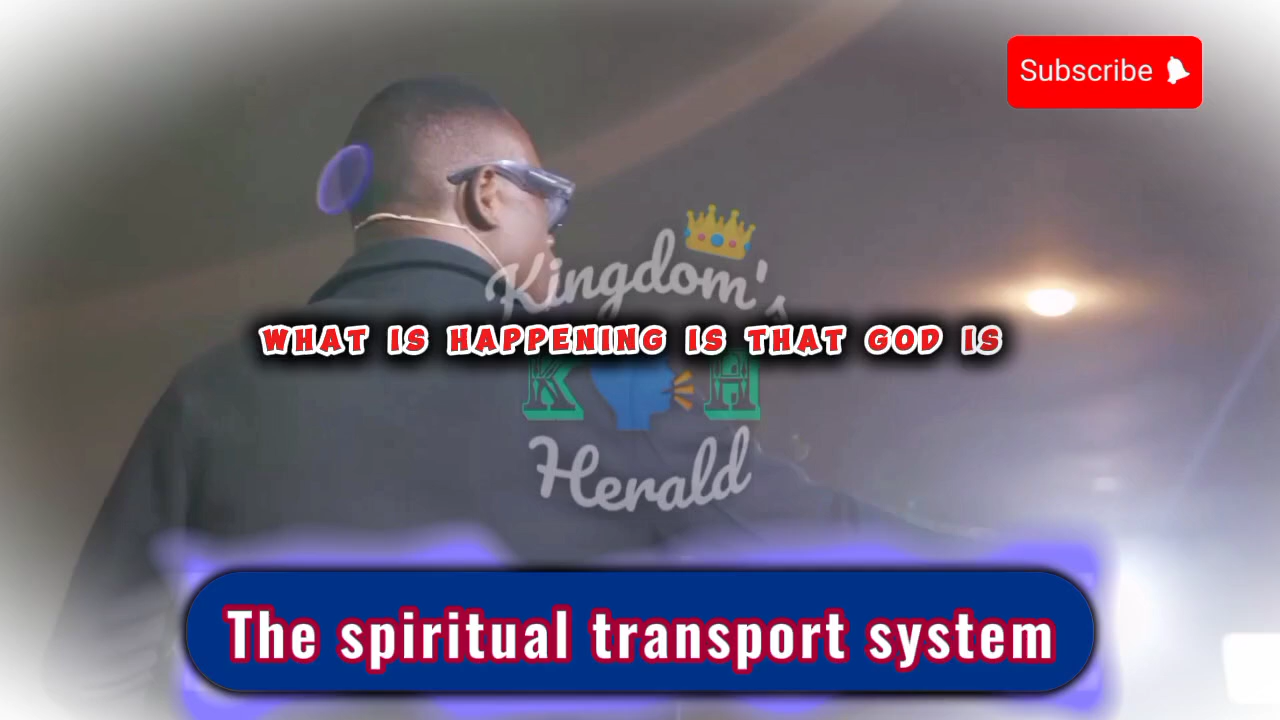 Subscribe
Kingdom's
WHAT IS HAPPENING IS THAT GOD IS
K H
Herald
The spiritual transport system